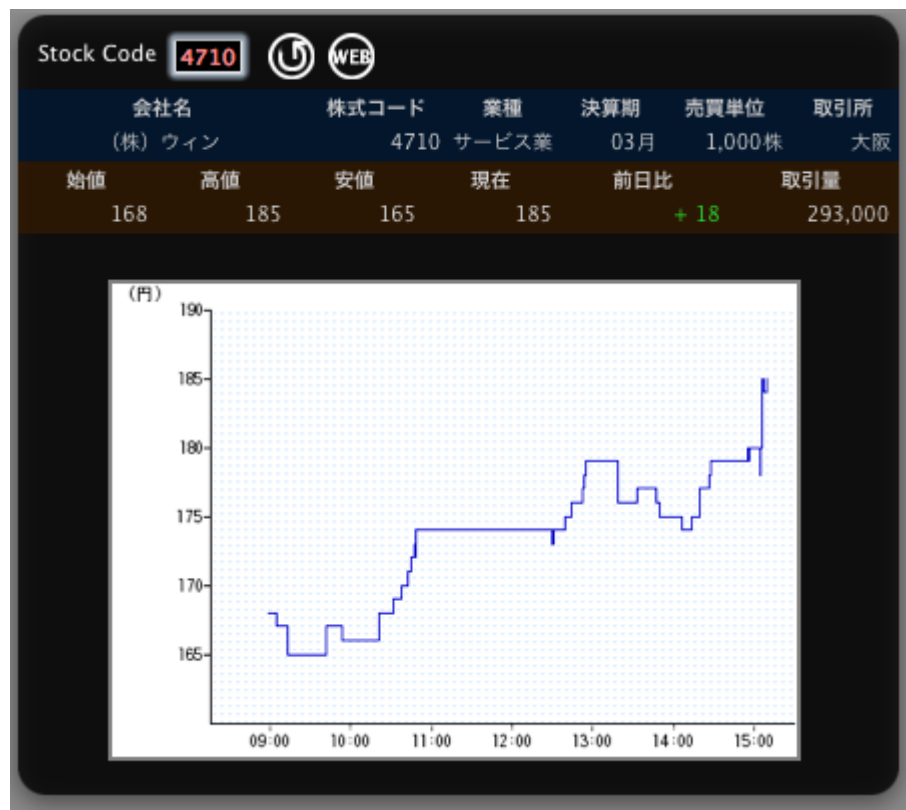 Stock Code 4710 WEB
会社名 株式コード 業種 決算期 売買単位 取引所
(株) ウィン 4710 サービス業 03月 1,000株 大阪
始値 高値 安値 現在 前日比 取引量
168 185 165 185 + 18 293,000
(円)
190
185
180
175
170
165
09:00 10:00 11:00 12:00 13:00 14:00 15:00